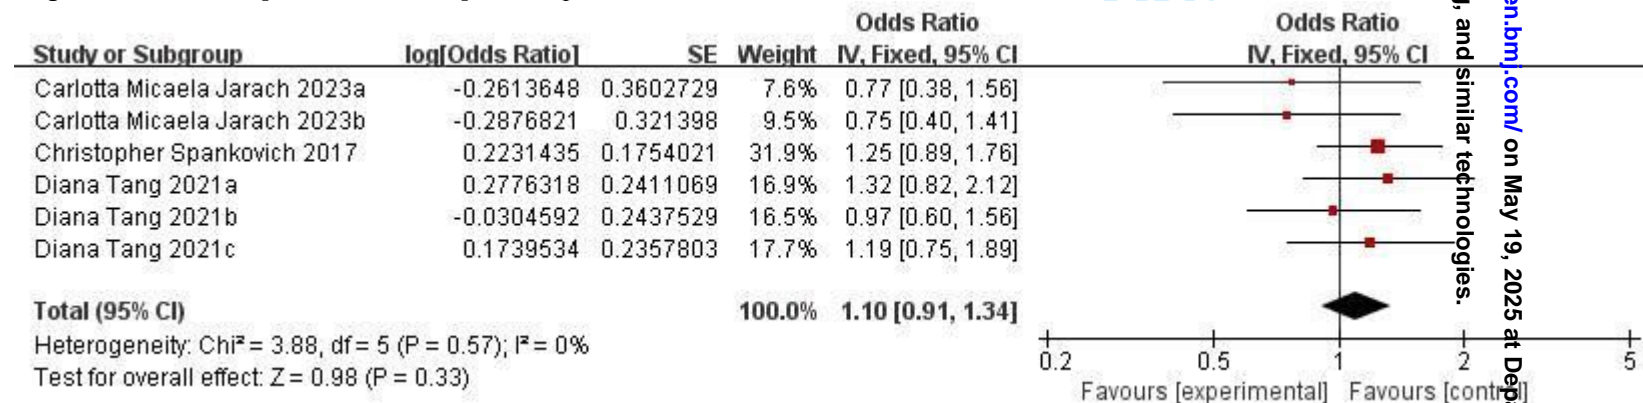 Odds Ratio Odds Ratio
Study or Subgroup log[Odds Ratio] SE Weight IV, Fixed, 95% CI IV, Fixed, 95% CI
Carlotta Micaela Jarach 2023a -0.2613648 0.3602729 7.6% 0.77 [0.38, 1.56]
Carlotta Micaela Jarach 2023b -0.2876821 0.321398 9.5% 0.75 [0.40, 1.41]
Christopher Spankovich 2017 0.2231435 0.1754021 31.9% 1.25 [0.89, 1.76]
Diana Tang 2021a 0.2776318 0.2411069 16.9% 1.32 [0.82, 2.12]
Diana Tang 2021b -0.0304592 0.2437529 16.5% 0.97 [0.60, 1.56]
Diana Tang 2021c 0.1739534 0.2357803 17.7% 1.19 [0.75, 1.89]
Total (95% CI) 100.0% 1.10 [0.91, 1.34]
Heterogeneity: Chi² = 3.88, df = 5 (P = 0.57); I² = 0%
Test for overall effect: Z = 0.98 (P = 0.33)
0.2 0.5 1 2 5
Favours [experimental] Favours [control]
, and similar technologies.
en.bmj.com/ on May 19, 2025 at Depa